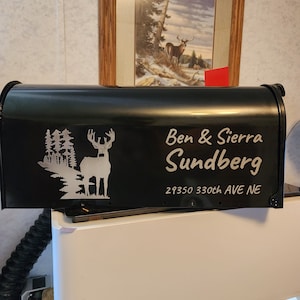 Ben & Sierra
Sundberg
29350 330th AVE NE